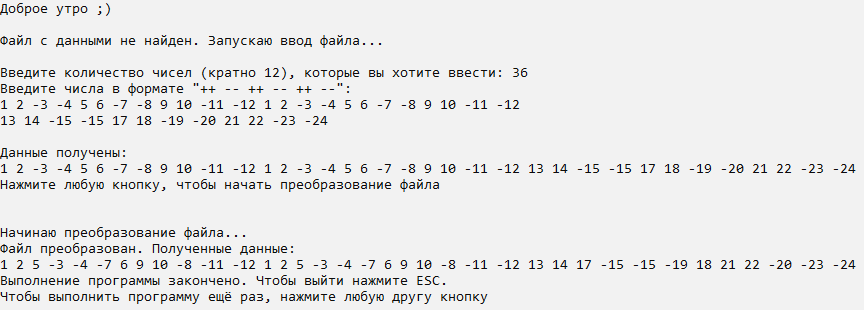 Доброе утро ;)
Файл с данными не найден. Запускаю ввод файла...
Введите количество чисел (кратно 12), которые вы хотите ввести: 36
Введите числа в формате "++ -- ++ -- ++ --":
1 2 -3 -4 5 6 -7 -8 9 10 -11 -12 1 2 -3 -4 5 6 -7 -8 9 10 -11 -12
13 14 -15 -15 17 18 -19 -20 21 22 -23 -24
Данные получены:
1 2 -3 -4 5 6 -7 -8 9 10 -11 -12 1 2 -3 -4 5 6 -7 -8 9 10 -11 -12 13 14 -15 -15 17 18 -19 -20 21 22 -23 -24
Нажмите любую кнопку, чтобы начать преобразование файла
Начинаю преобразование файла...
Файл преобразован. Полученные данные:
1 2 5 -3 -4 -7 6 9 10 -8 -11 -12 1 2 5 -3 -4 -7 6 9 10 -8 -11 -12 13 14 17 -15 -15 -19 18 21 22 -20 -23 -24
Выполнение программы закончено. Чтобы выйти нажмите ESC.
Чтобы выполнить программу ещё раз, нажмите любую другу кнопку